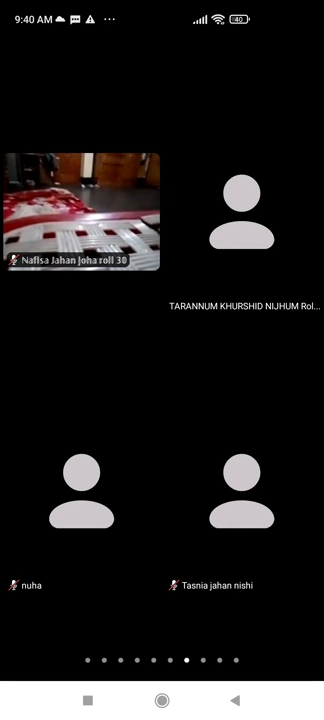 9:40 AM
40
Nafisa Jahan joha roll 30
TARANNUM KHURSHID NIJHUM Rol...
nuha
Tasnia jahan nishi